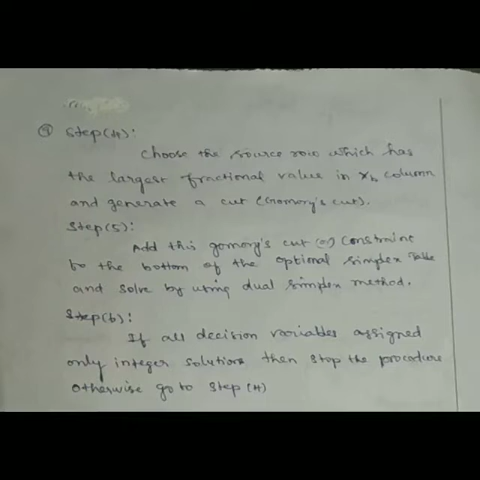 ④ Step(4):
Choose the source row which has
the largest fractional value in Xb column
and generate a cut (Gomory's cut).
Step(5):
Add this gomory's cut (or) constraint
to the bottom of the optional simplex Table
and solve by using dual simplex method.
Step(6):
If all decision variables assigned
only integer solutions then stop the procedure
otherwise go to step (4)